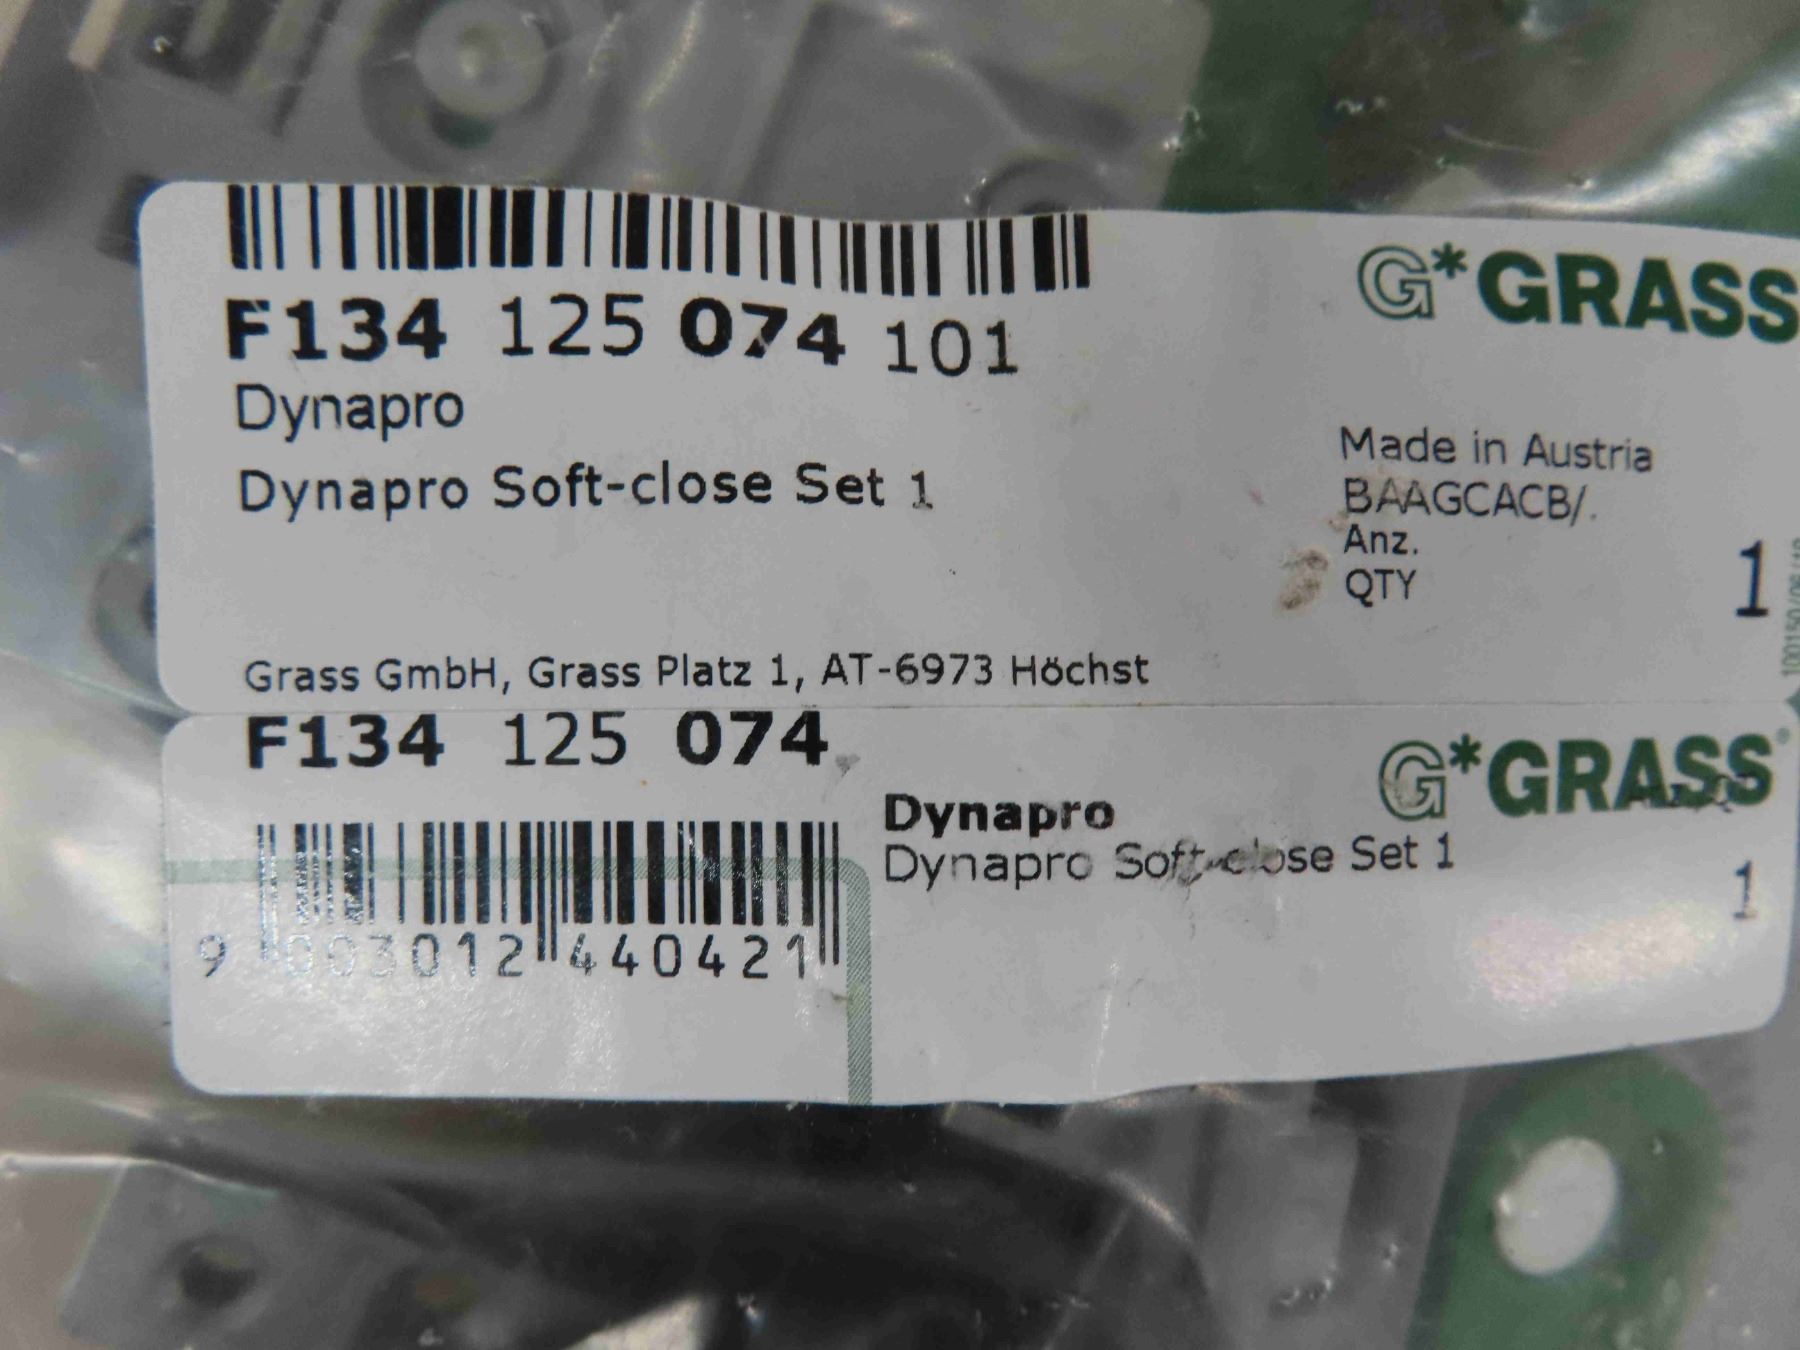 F134 125 074 101
G*GRASS
Dynapro
Dynapro Soft-close Set 1
Made in Austria
BAAGCACB/.
Anz.
QTY
1
Grass GmbH, Grass Platz 1, AT-6973 Höchst
F134 125 074
G*GRASS®
Dynapro
Dynapro Soft-close Set 1
1
9 003012 440421